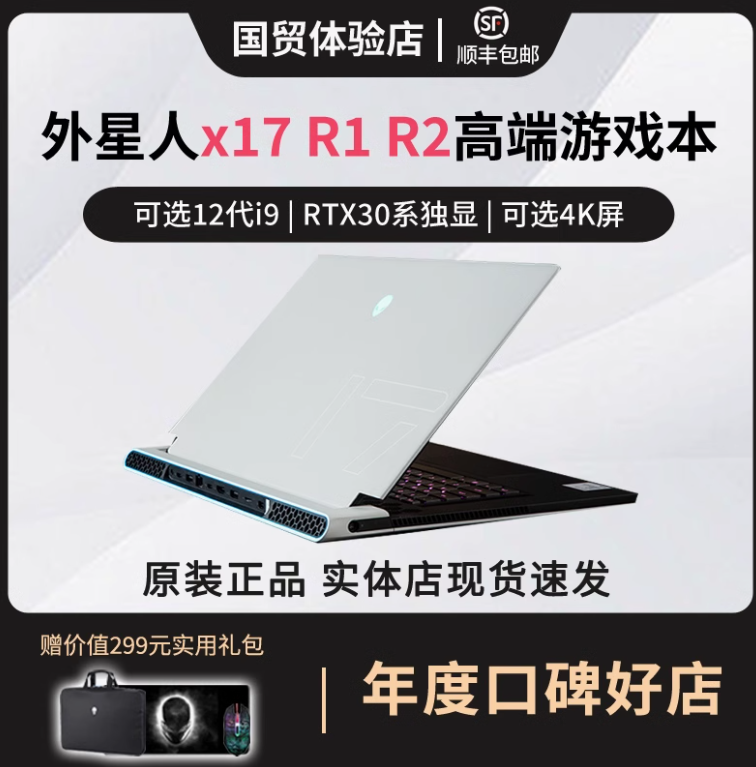 国贸体验店 | SF 顺丰包邮
外星人x17 R1 R2高端游戏本
可选12代i9 | RTX30系独显 | 可选4K屏
17
原装正品 实体店现货速发
赠价值299元实用礼包
年度口碑好店